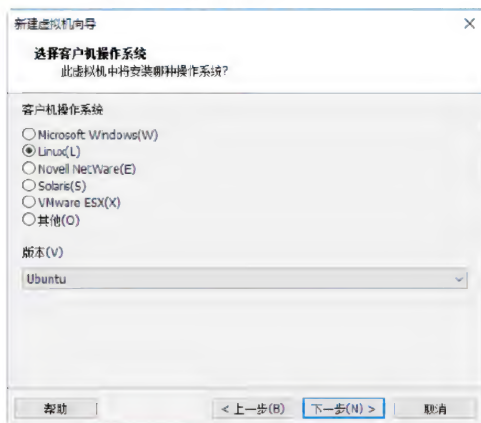 新建虚拟机向导
选择客户机操作系统
此虚拟机中将安装哪种操作系统?
客户机操作系统
Microsoft Windows(W)
Linux(L)
Novell NetWare(E)
Solaris(S)
VMware ESX(X)
其他(O)
版本(V)
Ubuntu
帮助
< 上一步(B)
下一步(N) >
取消